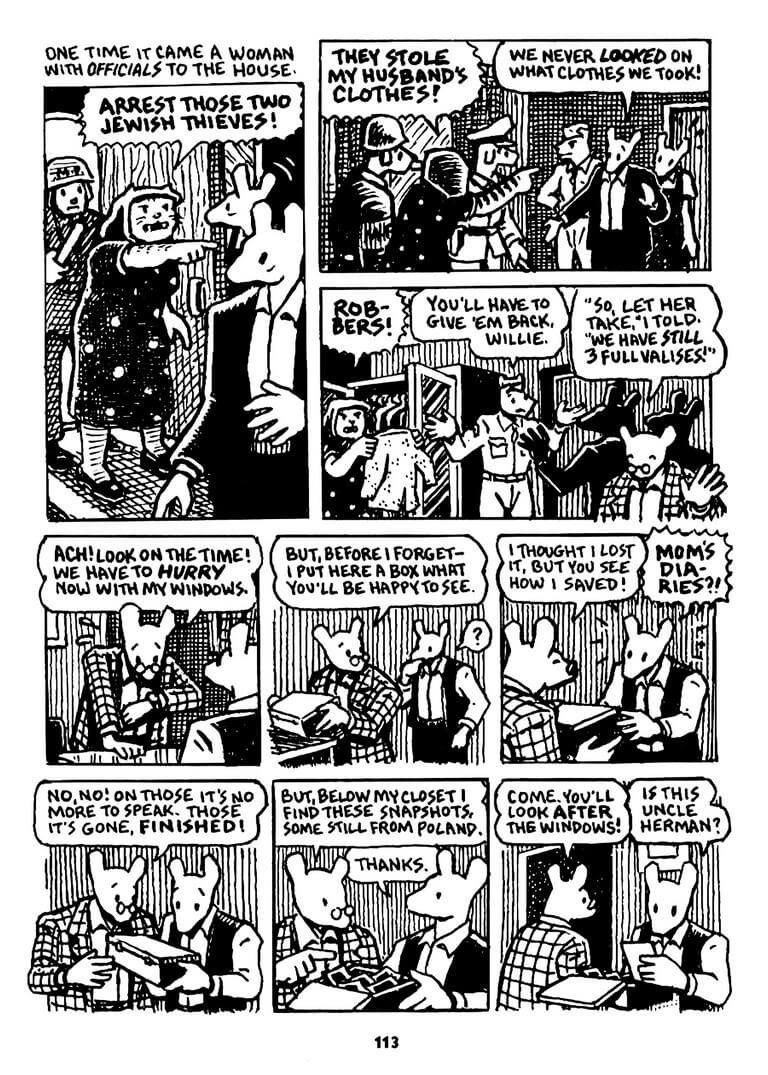 ONE TIME IT CAME A WOMAN
WITH OFFICIALS TO THE HOUSE.
ARREST THOSE TWO
JEWISH THIEVES!
M.P.
THEY STOLE
MY HUSBAND'S
CLOTHES!
WE NEVER LOOKED ON
WHAT CLOTHES WE TOOK!
ROB-
BERS!
YOU'LL HAVE TO
GIVE 'EM BACK,
WILLIE.
"SO, LET HER
TAKE," I TOLD.
"WE HAVE STILL
3 FULL VALISES!"
ACH! LOOK ON THE TIME!
WE HAVE TO HURRY
NOW WITH MY WINDOWS.
BUT, BEFORE I FORGET–
I PUT HERE A BOX WHAT
YOU'LL BE HAPPY TO SEE.
?
I THOUGHT I LOST
IT, BUT YOU SEE
HOW I SAVED!
MOM'S
DIA-
RIES?!
NO, NO! ON THOSE IT'S NO
MORE TO SPEAK. THOSE
IT'S GONE, FINISHED!
BUT, BELOW MY CLOSET I
FIND THESE SNAPSHOTS,
SOME STILL FROM POLAND.
THANKS.
COME. YOU'LL
LOOK AFTER
THE WINDOWS!
IS THIS
UNCLE
HERMAN?
113